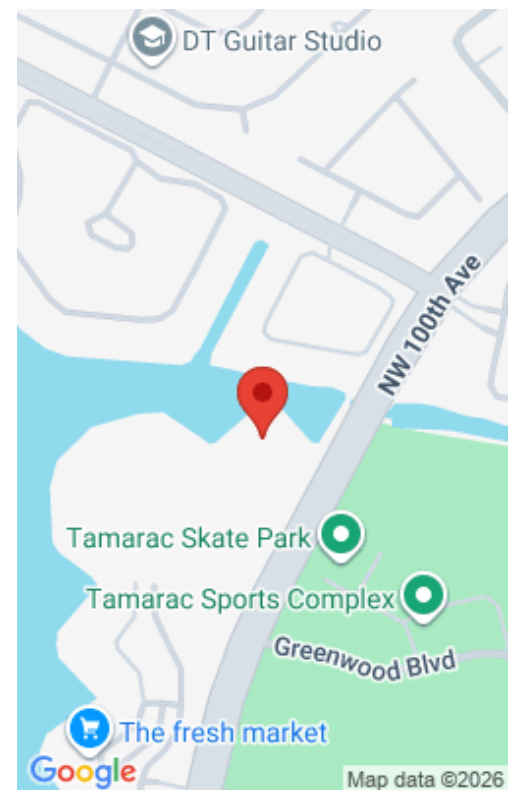 DT Guitar Studio
NW 100th Ave
Tamarac Skate Park
Tamarac Sports Complex
Greenwood Blvd
The fresh market
Google
Map data ©2026